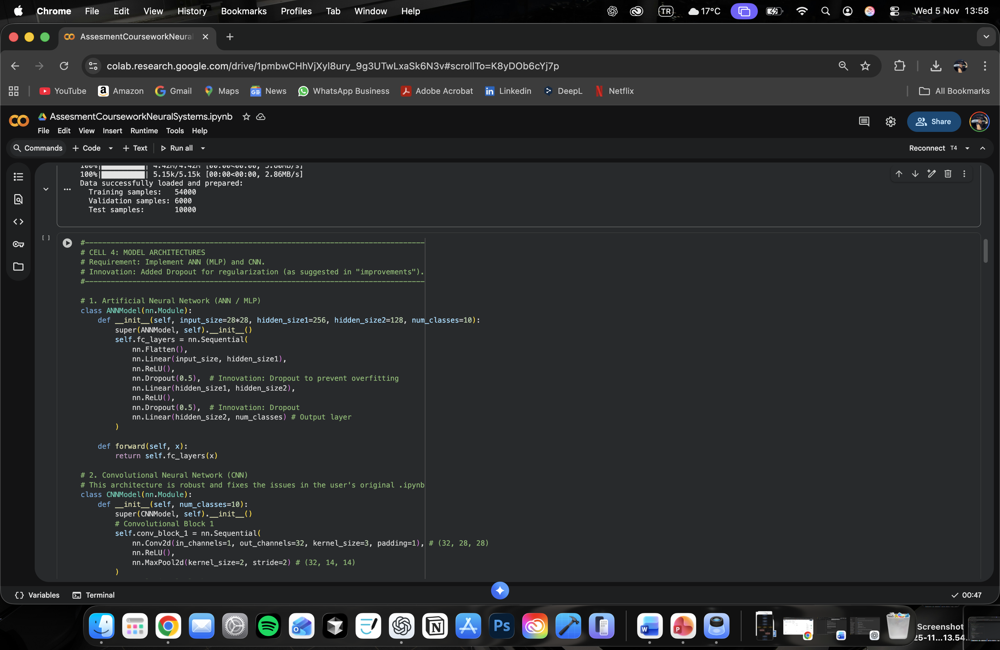 Chrome File Edit View History Bookmarks Profiles Tab Window Help TR 17°C Wed 5 Nov 13:58
AssesmentCourseworkNeural
colab.research.google.com/drive/1pmbwCHhVjXyl8ury_9g3UTwLxaSk6N3v#scrollTo=K8yDOb6cYj7p
YouTube Amazon Gmail Maps News WhatsApp Business Adobe Acrobat Linkedin DeepL Netflix All Bookmarks
AssesmentCourseworkNeuralSystems.ipynb
Share
File Edit View Insert Runtime Tools Help
Commands + Code + Text Run all Reconnect T4
100%|██████████| 4.42M/4.42M [00:00<00:00, 5.60MB/s]
100%|██████████| 5.15k/5.15k [00:00<00:00, 2.86MB/s]
Data successfully loaded and prepared:
Training samples: 54000
Validation samples: 6000
Test samples: 10000
[ ]
#-------------------------------------------------------------------------------
# CELL 4: MODEL ARCHITECTURES
# Requirement: Implement ANN (MLP) and CNN.
# Innovation: Added Dropout for regularization (as suggested in "improvements").
#-------------------------------------------------------------------------------
# 1. Artificial Neural Network (ANN / MLP)
class ANNModel(nn.Module):
def __init__(self, input_size=28*28, hidden_size1=256, hidden_size2=128, num_classes=10):
super(ANNModel, self).__init__()
self.fc_layers = nn.Sequential(
nn.Flatten(),
nn.Linear(input_size, hidden_size1),
nn.ReLU(),
nn.Dropout(0.5), # Innovation: Dropout to prevent overfitting
nn.Linear(hidden_size1, hidden_size2),
nn.ReLU(),
nn.Dropout(0.5), # Innovation: Dropout
nn.Linear(hidden_size2, num_classes) # Output layer
)
def forward(self, x):
return self.fc_layers(x)
# 2. Convolutional Neural Network (CNN)
# This architecture is robust and fixes the issues in the user's original .ipynb
class CNNModel(nn.Module):
def __init__(self, num_classes=10):
super(CNNModel, self).__init__()
# Convolutional Block 1
self.conv_block_1 = nn.Sequential(
nn.Conv2d(in_channels=1, out_channels=32, kernel_size=3, padding=1), # (32, 28, 28)
nn.ReLU(),
nn.MaxPool2d(kernel_size=2, stride=2) # (32, 14, 14)
)
Variables Terminal 00:47
Screenshot
25-11...13.54...